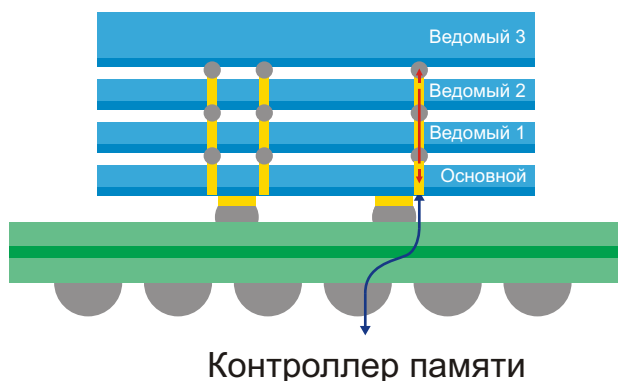 Ведомый 3
Ведомый 2
Ведомый 1
Основной
Контроллер памяти